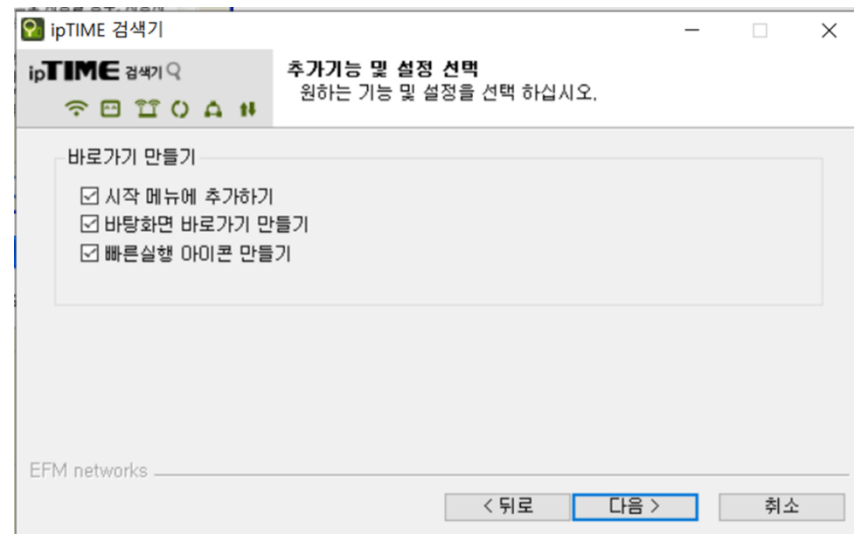 ipTIME 검색기
ipTIME 검색기
추가기능 및 설정 선택
원하는 기능 및 설정을 선택 하십시오.
바로가기 만들기
시작 메뉴에 추가하기
바탕화면 바로가기 만들기
빠른실행 아이콘 만들기
EFM networks
< 뒤로
다음 >
취소